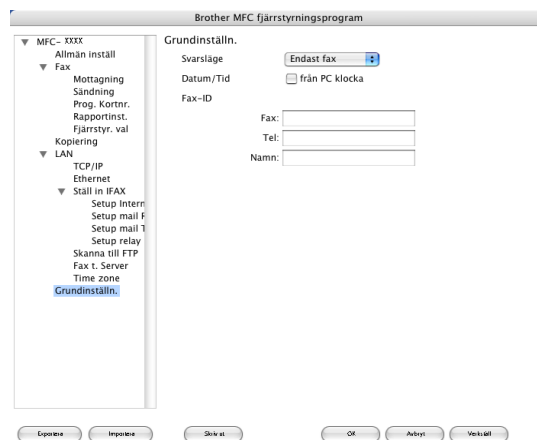 Brother MFC fjärrstyrningsprogram
MFC- XXXX
Allmän inställ
Fax
Mottagning
Sändning
Prog. Kortnr.
Rapportinst.
Fjärrstyr. val
Kopiering
LAN
TCP/IP
Ethernet
Ställ in IFAX
Setup Intern
Setup mail F
Setup mail T
Setup relay
Skanna till FTP
Fax t. Server
Time zone
Grundinställn.
Grundinställn.
Svarsläge Endast fax
Datum/Tid från PC klocka
Fax-ID
Fax:
Tel:
Namn:
Exportera Importera Skriv ut OK Avbryt Verkställ